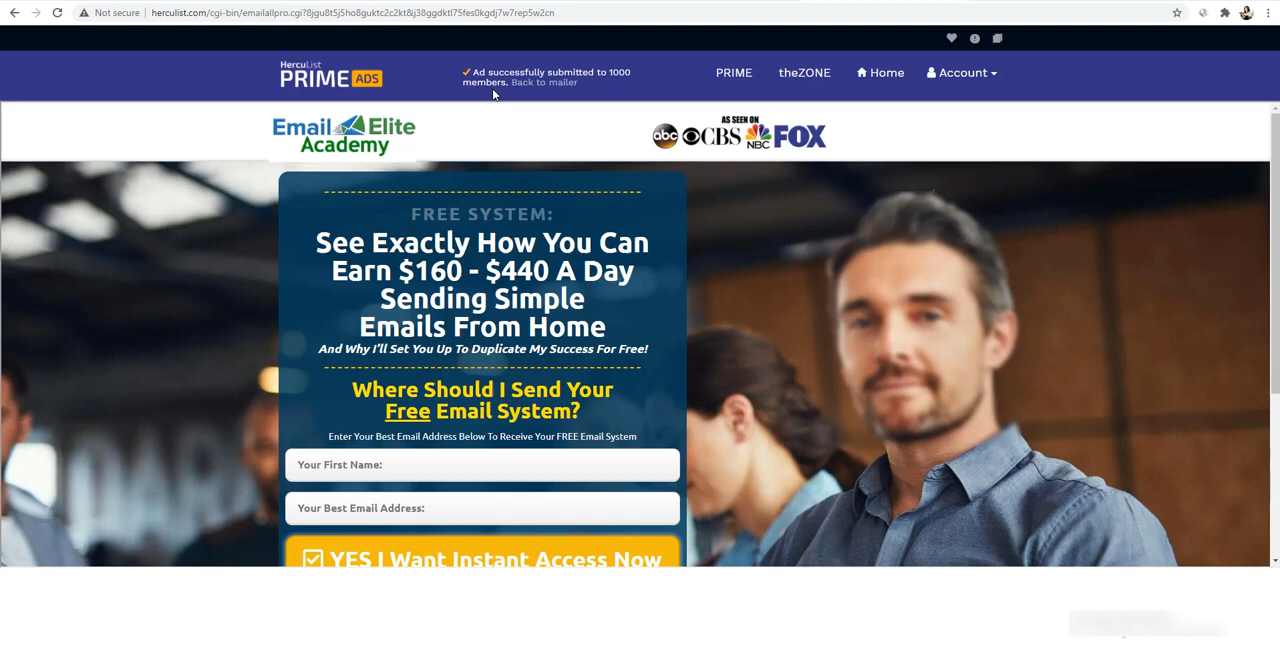 Not secure | herculist.com/cgi-bin/emailallpro.cgi?8jgu8t5j5ho8guktc2c2kt&j38ggdktl75fes0kgdj7w7rep5w2cn
HercuList
PRIME ADS
Ad successfully submitted to 1000
members. Back to mailer
PRIME
theZONE
Home
Account
Email Elite
Academy
AS SEEN ON
abc CBS NBC FOX
FREE SYSTEM:
See Exactly How You Can
Earn $160 - $440 A Day
Sending Simple
Emails From Home
And Why I'll Set You Up To Duplicate My Success For Free!
Where Should I Send Your
Free Email System?
Enter Your Best Email Address Below To Receive Your FREE Email System
Your First Name:
Your Best Email Address:
YES I Want Instant Access Now